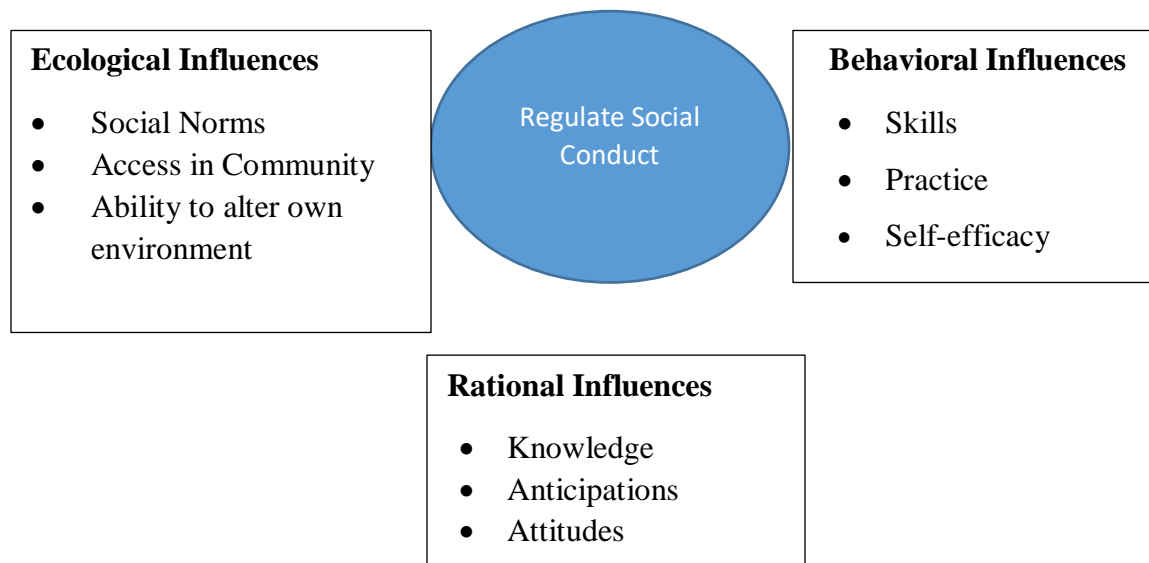 Ecological Influences
• Social Norms
• Access in Community
• Ability to alter own
environment
Regulate Social
Conduct
Behavioral Influences
• Skills
• Practice
• Self-efficacy
Rational Influences
• Knowledge
• Anticipations
• Attitudes